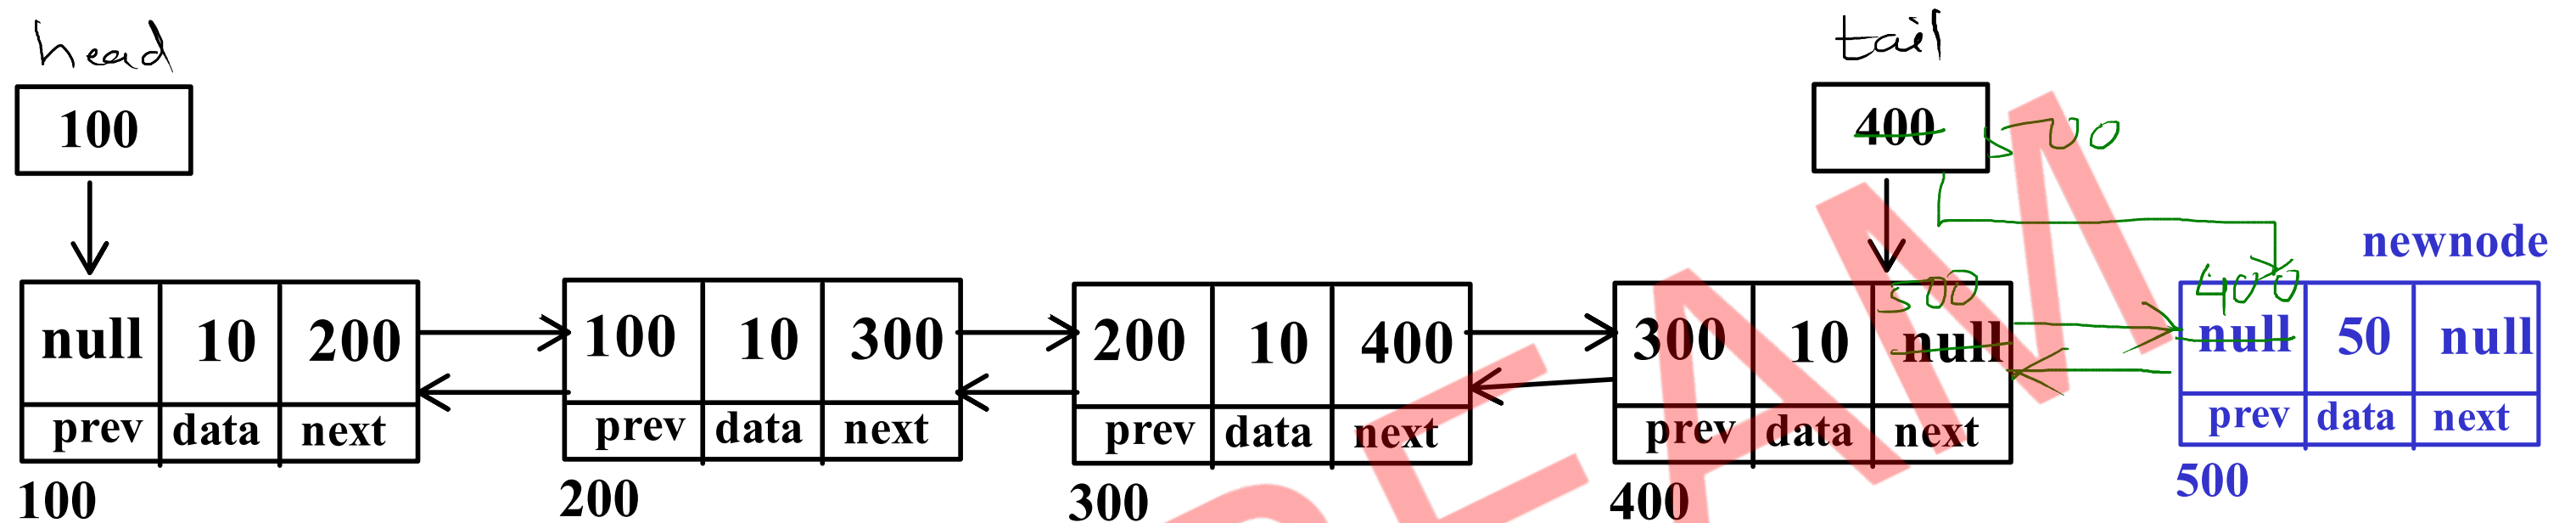 head
tail
100
400 500
newnode
500 400
null 10 200 100 10 300 200 10 400 300 10 null null 50 null
prev data next prev data next prev data next prev data next prev data next
100 200 300 400 500
EAM